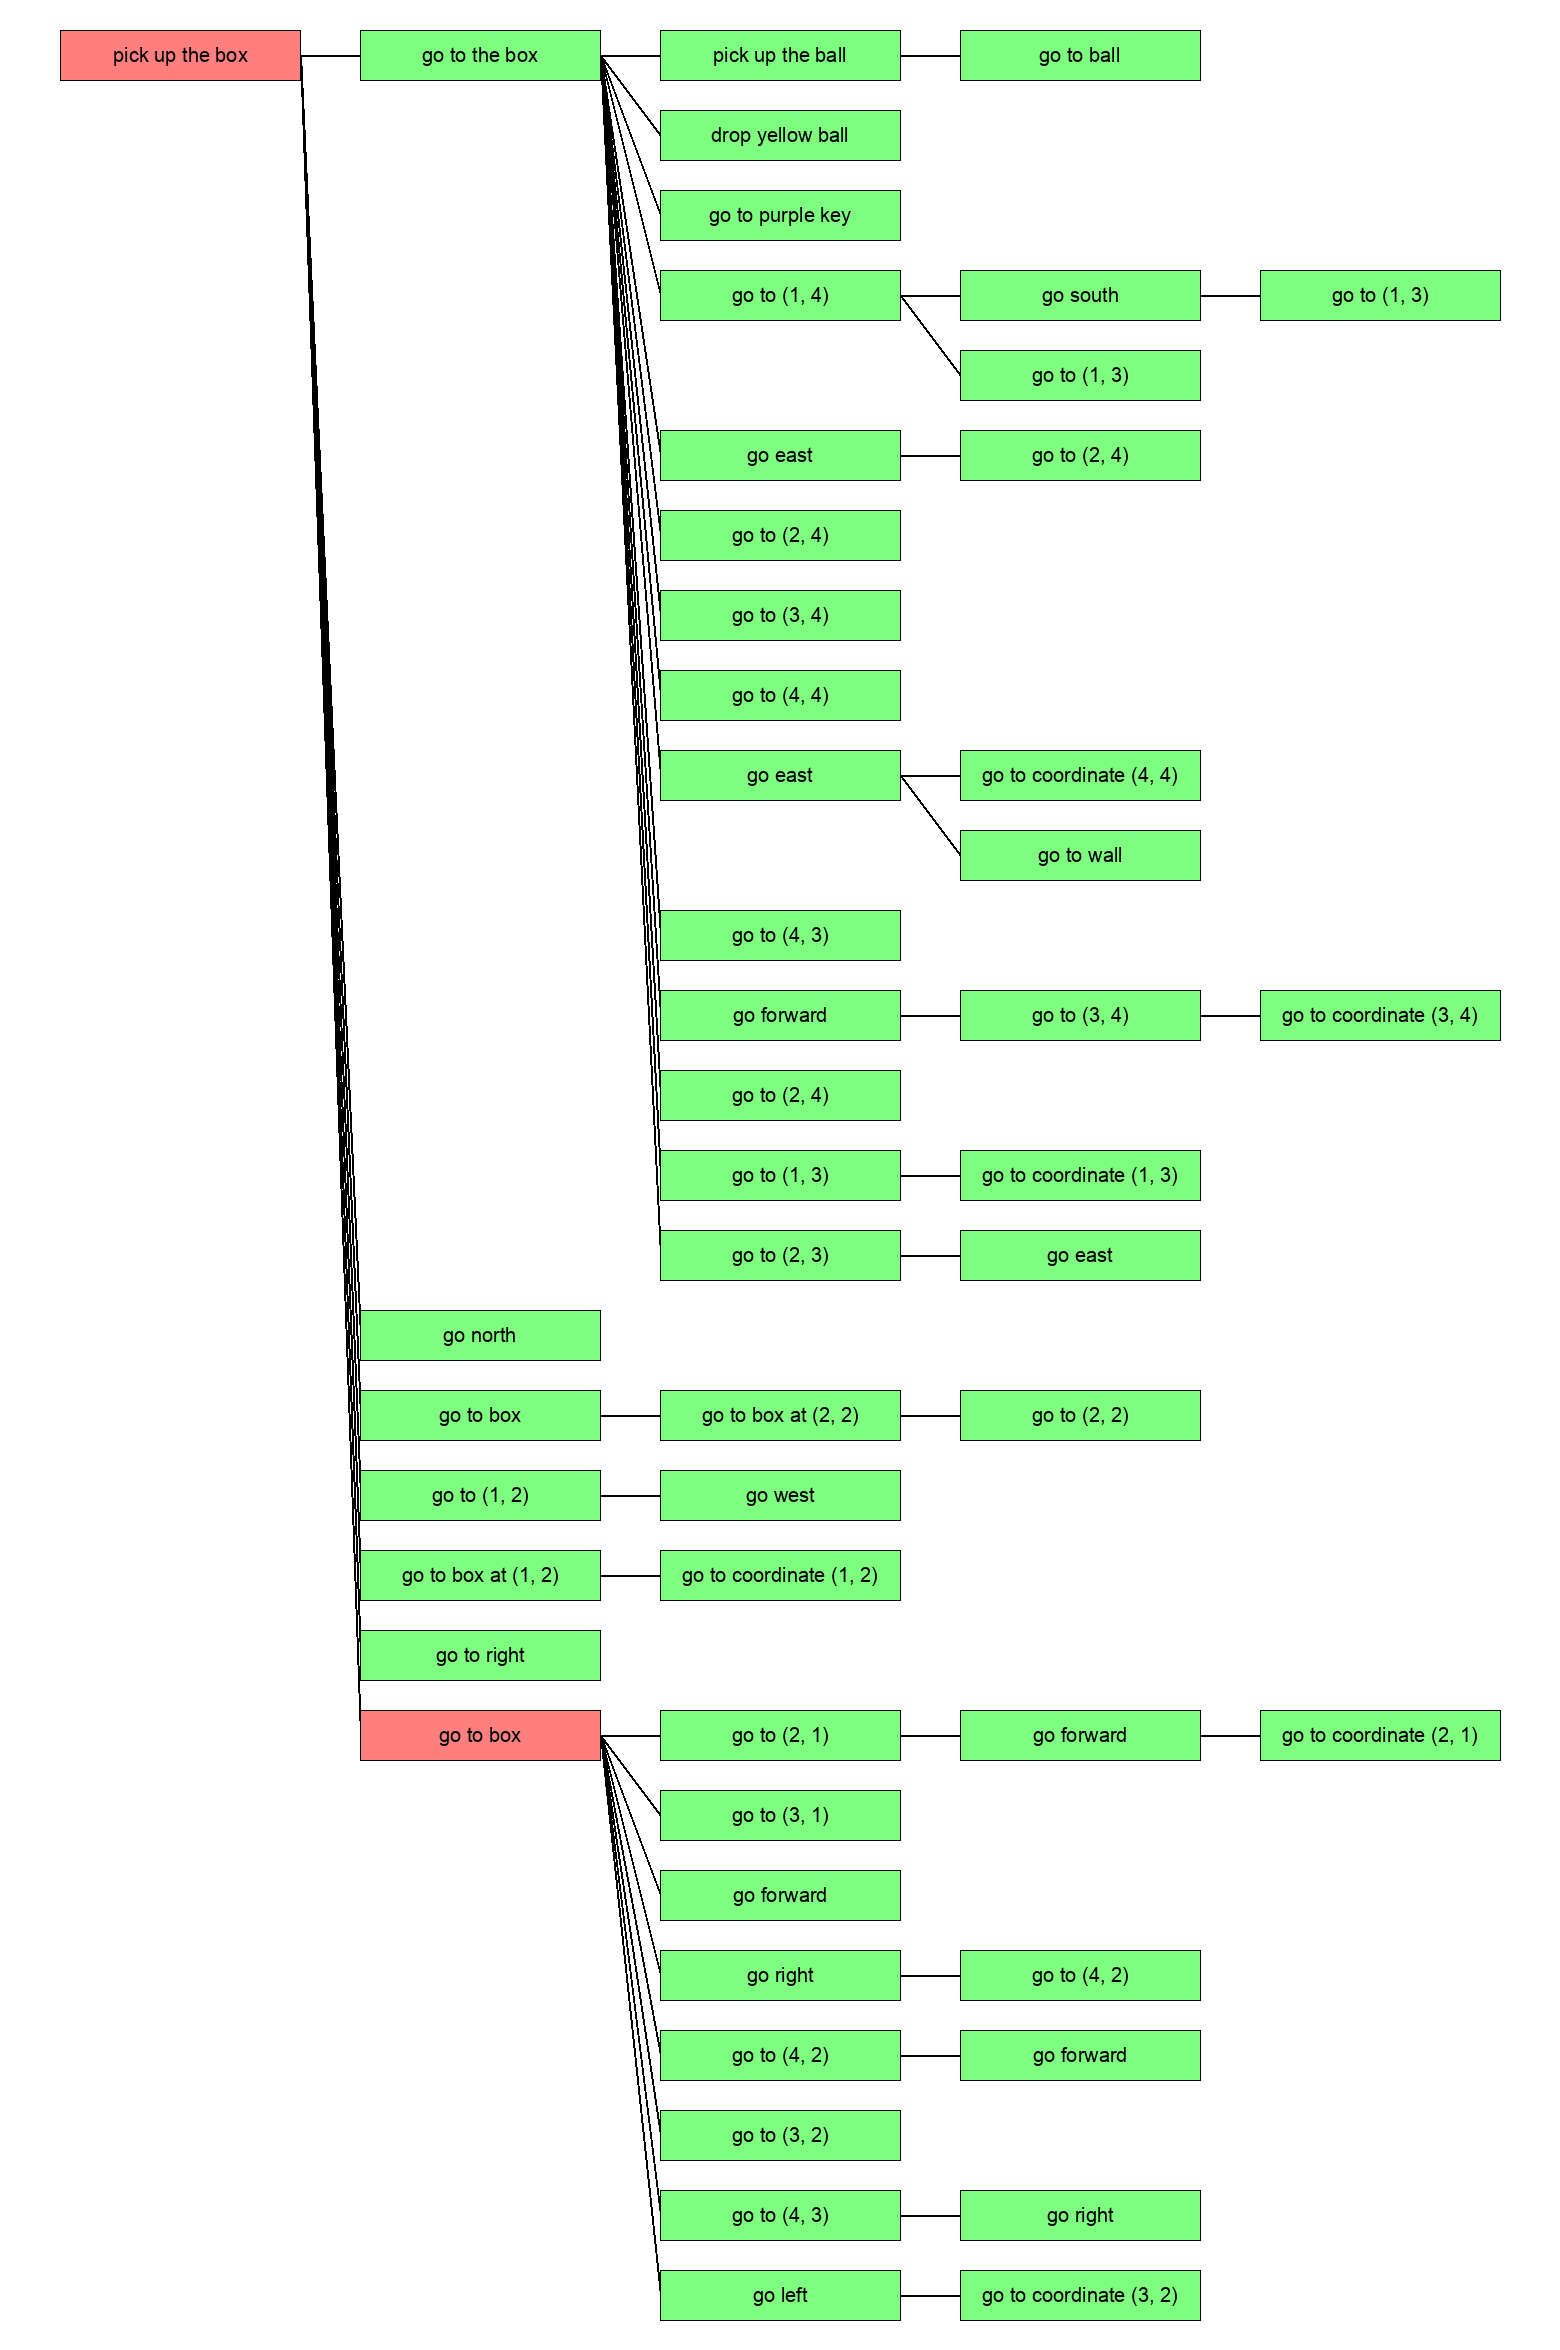 pick up the box
go to the box
pick up the ball
go to ball
drop yellow ball
go to purple key
go to (1, 4)
go south
go to (1, 3)
go to (1, 3)
go east
go to (2, 4)
go to (2, 4)
go to (3, 4)
go to (4, 4)
go east
go to coordinate (4, 4)
go to wall
go to (4, 3)
go forward
go to (3, 4)
go to coordinate (3, 4)
go to (2, 4)
go to (1, 3)
go to coordinate (1, 3)
go to (2, 3)
go east
go north
go to box
go to box at (2, 2)
go to (2, 2)
go to (1, 2)
go west
go to box at (1, 2)
go to coordinate (1, 2)
go to right
go to box
go to (2, 1)
go forward
go to coordinate (2, 1)
go to (3, 1)
go forward
go right
go to (4, 2)
go to (4, 2)
go forward
go to (3, 2)
go to (4, 3)
go right
go left
go to coordinate (3, 2)